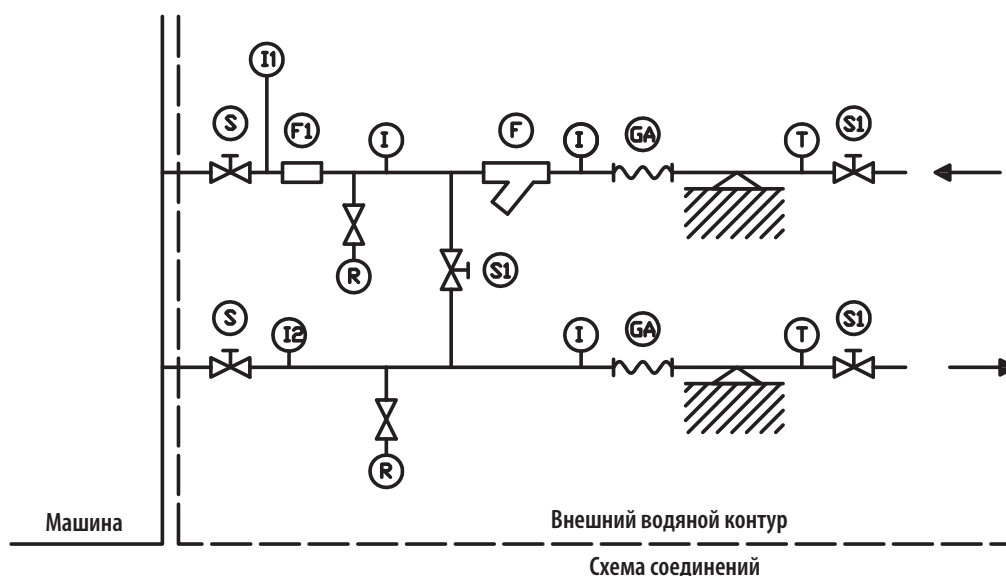 I1
S F1 I F I GA T S1
R S1
S I2 I GA T S1
R
Машина
Внешний водяной контур
Схема соединений